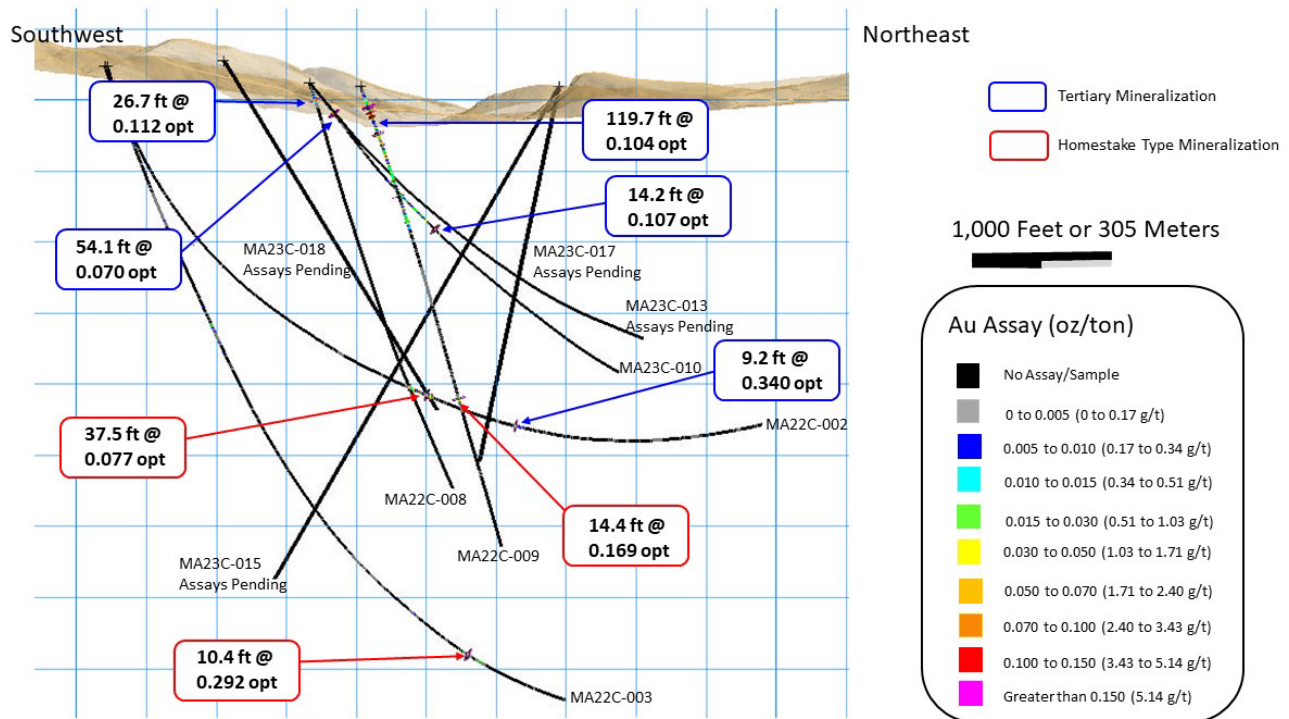 Southwest
Northeast
26.7 ft @
0.112 opt
119.7 ft @
0.104 opt
14.2 ft @
0.107 opt
54.1 ft @
0.070 opt
MA23C-018
Assays Pending
MA23C-017
Assays Pending
MA23C-013
Assays Pending
MA23C-010
9.2 ft @
0.340 opt
MA22C-002
37.5 ft @
0.077 opt
MA22C-008
14.4 ft @
0.169 opt
MA22C-009
MA23C-015
Assays Pending
10.4 ft @
0.292 opt
MA22C-003
Tertiary Mineralization
Homestake Type Mineralization
1,000 Feet or 305 Meters
Au Assay (oz/ton)
No Assay/Sample
0 to 0.005 (0 to 0.17 g/t)
0.005 to 0.010 (0.17 to 0.34 g/t)
0.010 to 0.015 (0.34 to 0.51 g/t)
0.015 to 0.030 (0.51 to 1.03 g/t)
0.030 to 0.050 (1.03 to 1.71 g/t)
0.050 to 0.070 (1.71 to 2.40 g/t)
0.070 to 0.100 (2.40 to 3.43 g/t)
0.100 to 0.150 (3.43 to 5.14 g/t)
Greater than 0.150 (5.14 g/t)